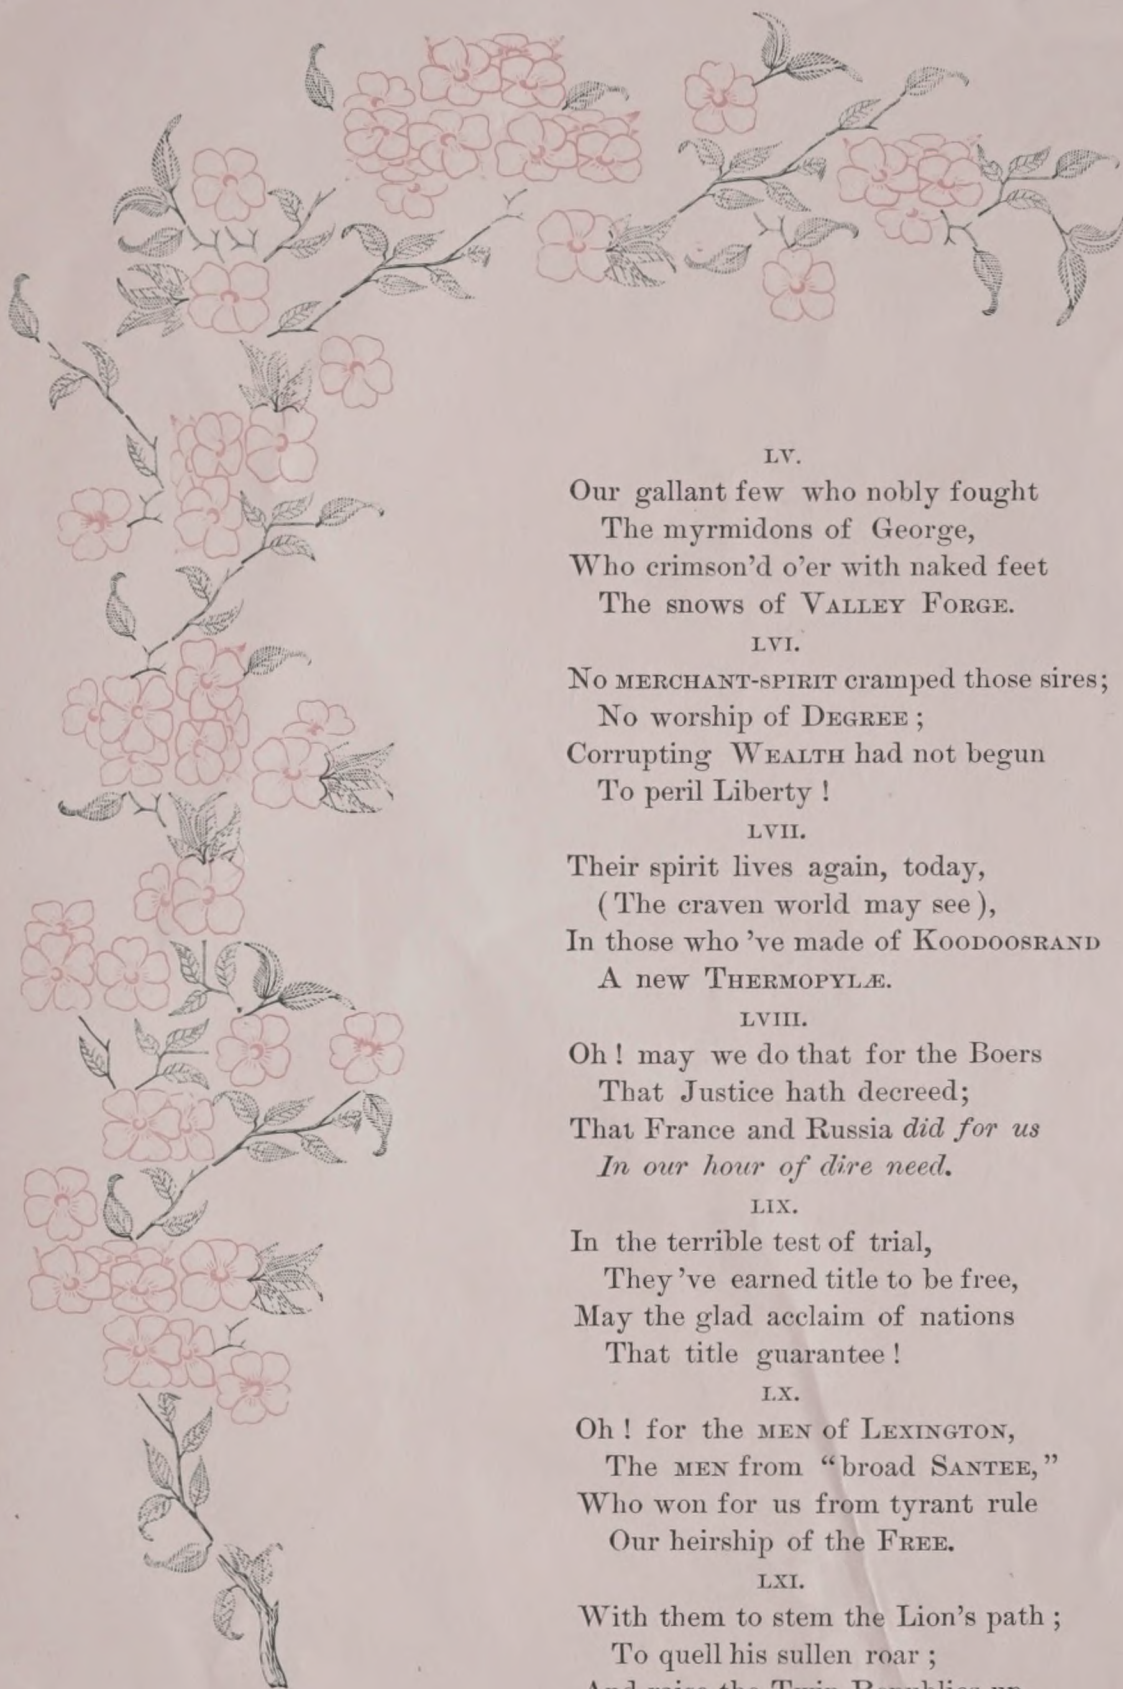 LV.
Our gallant few who nobly fought
The myrmidons of George,
Who crimson'd o'er with naked feet
The snows of VALLEY FORGE.
LVI.
No MERCHANT-SPIRIT cramped those sires;
No worship of DEGREE ;
Corrupting WEALTH had not begun
To peril Liberty !
LVII.
Their spirit lives again, today,
( The craven world may see ),
In those who 've made of KOODOOSRAND
A new THERMOPYLÆ.
LVIII.
Oh ! may we do that for the Boers
That Justice hath decreed;
That France and Russia did for us
In our hour of dire need.
LIX.
In the terrible test of trial,
They 've earned title to be free,
May the glad acclaim of nations
That title guarantee !
LX.
Oh ! for the MEN of LEXINGTON,
The MEN from “broad SANTEE,”
Who won for us from tyrant rule
Our heirship of the FREE.
LXI.
With them to stem the Lion's path ;
To quell his sullen roar ;
And raise the Twin Republics up